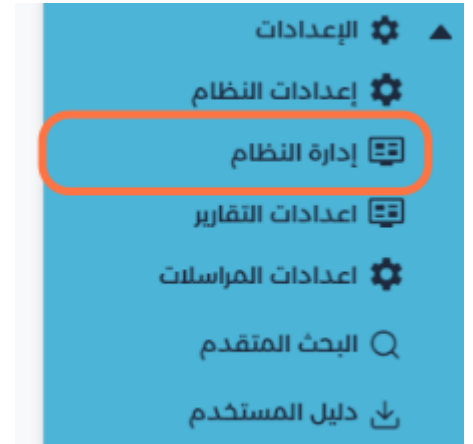 الإعدادات
إعدادات النظام
إدارة النظام
اعدادات التقارير
اعدادات المراسلات
البحث المتقدم
دليل المستخدم